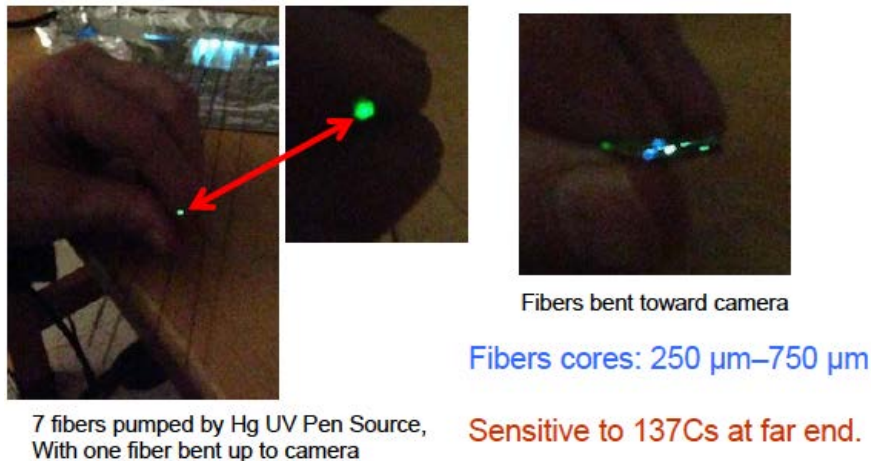 Fibers bent toward camera
Fibers cores: 250 µm–750 µm
7 fibers pumped by Hg UV Pen Source,
With one fiber bent up to camera
Sensitive to 137Cs at far end.